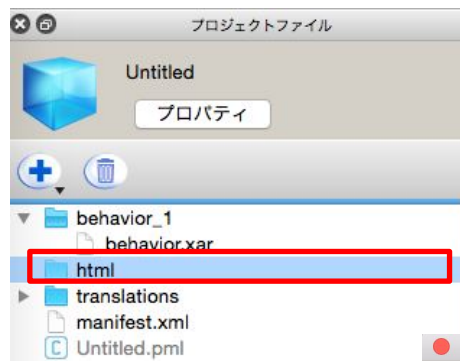 プロジェクトファイル
Untitled
プロパティ
behavior_1
behavior.xar
html
translations
manifest.xml
Untitled.pml